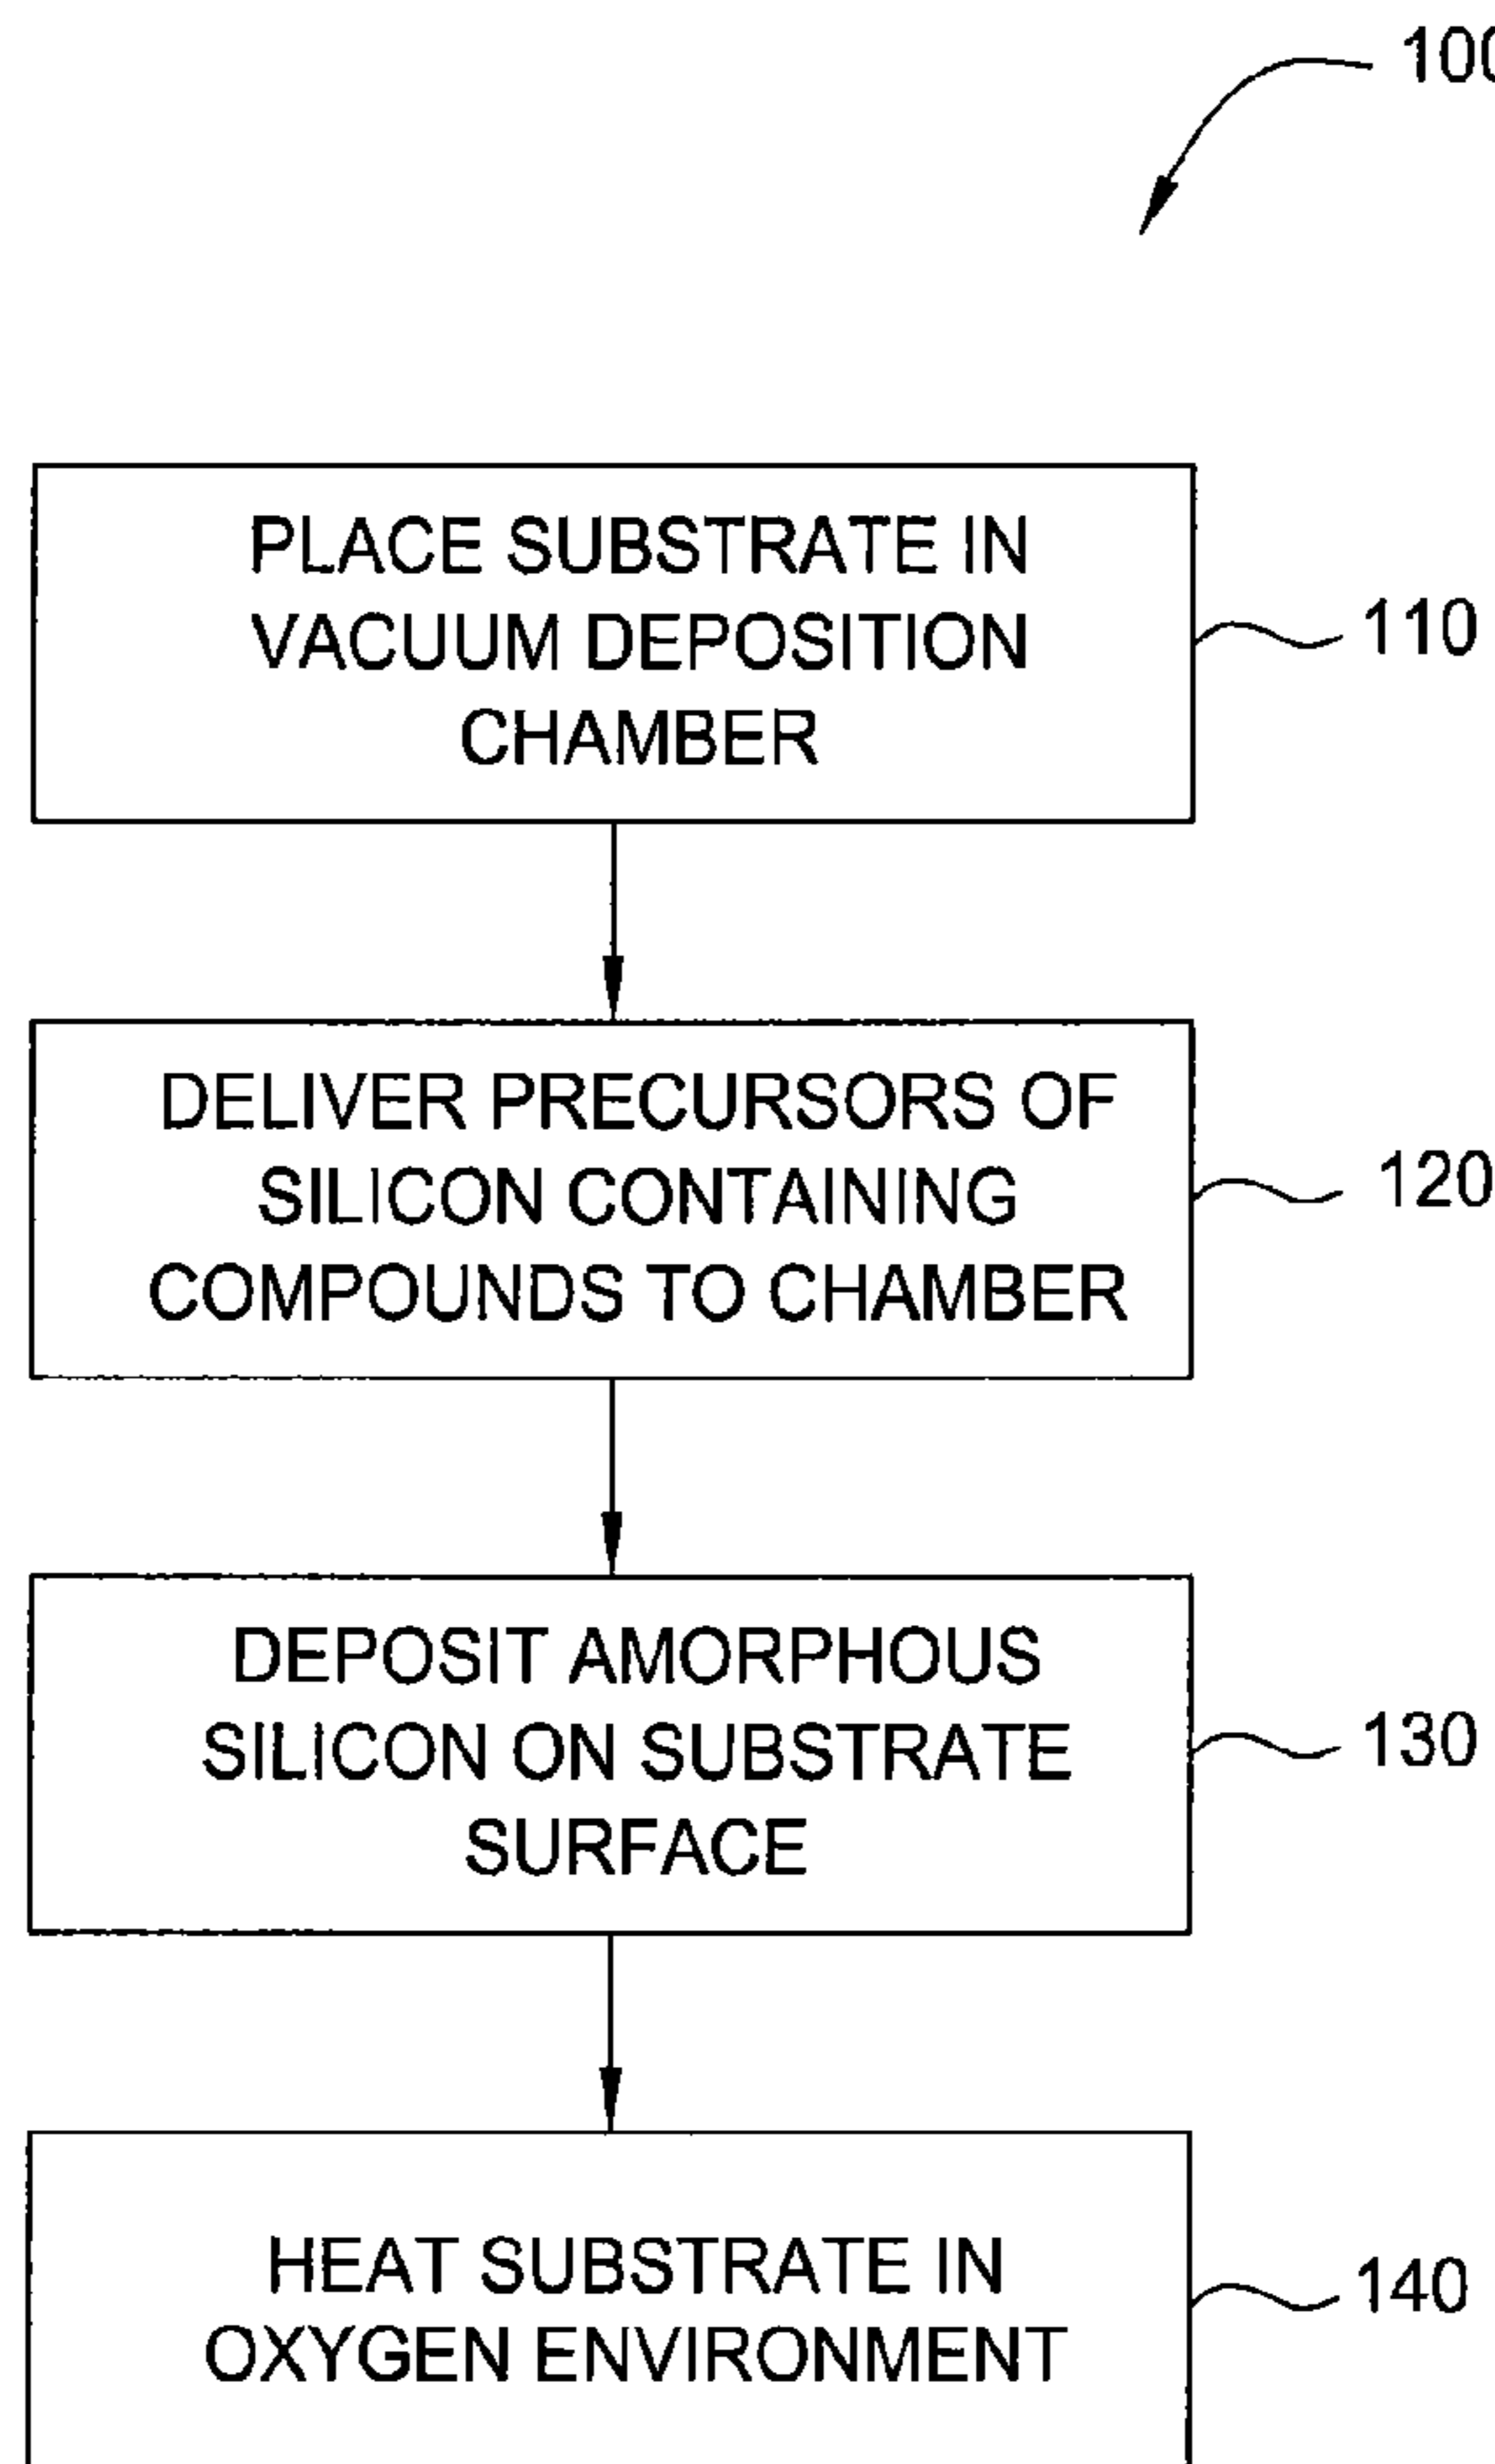 100
PLACE SUBSTRATE IN
VACUUM DEPOSITION
CHAMBER
110
DELIVER PRECURSORS OF
SILICON CONTAINING
COMPOUNDS TO CHAMBER
120
DEPOSIT AMORPHOUS
SILICON ON SUBSTRATE
SURFACE
130
HEAT SUBSTRATE IN
OXYGEN ENVIRONMENT
140